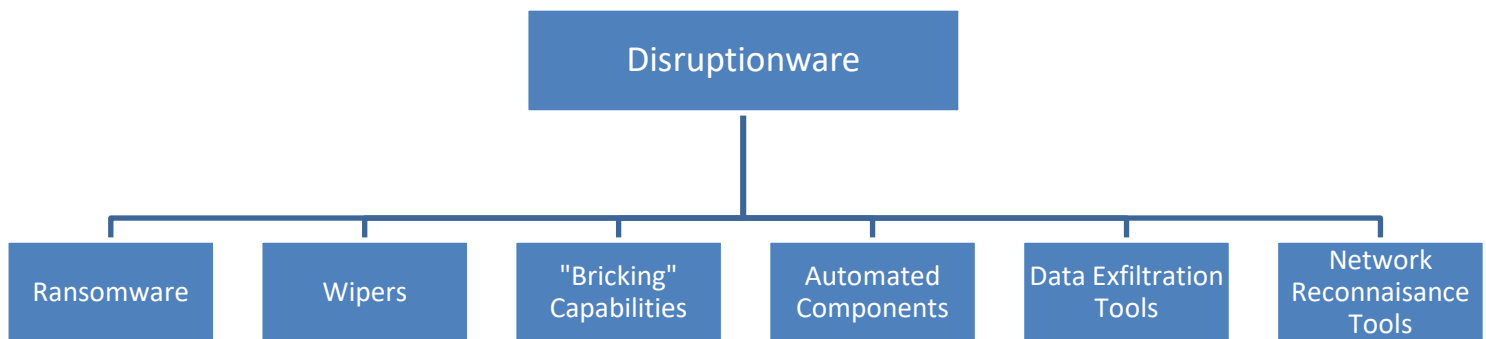 Disruptionware
Ransomware
Wipers
"Bricking"
Capabilities
Automated
Components
Data Exfiltration
Tools
Network
Reconnaisance
Tools